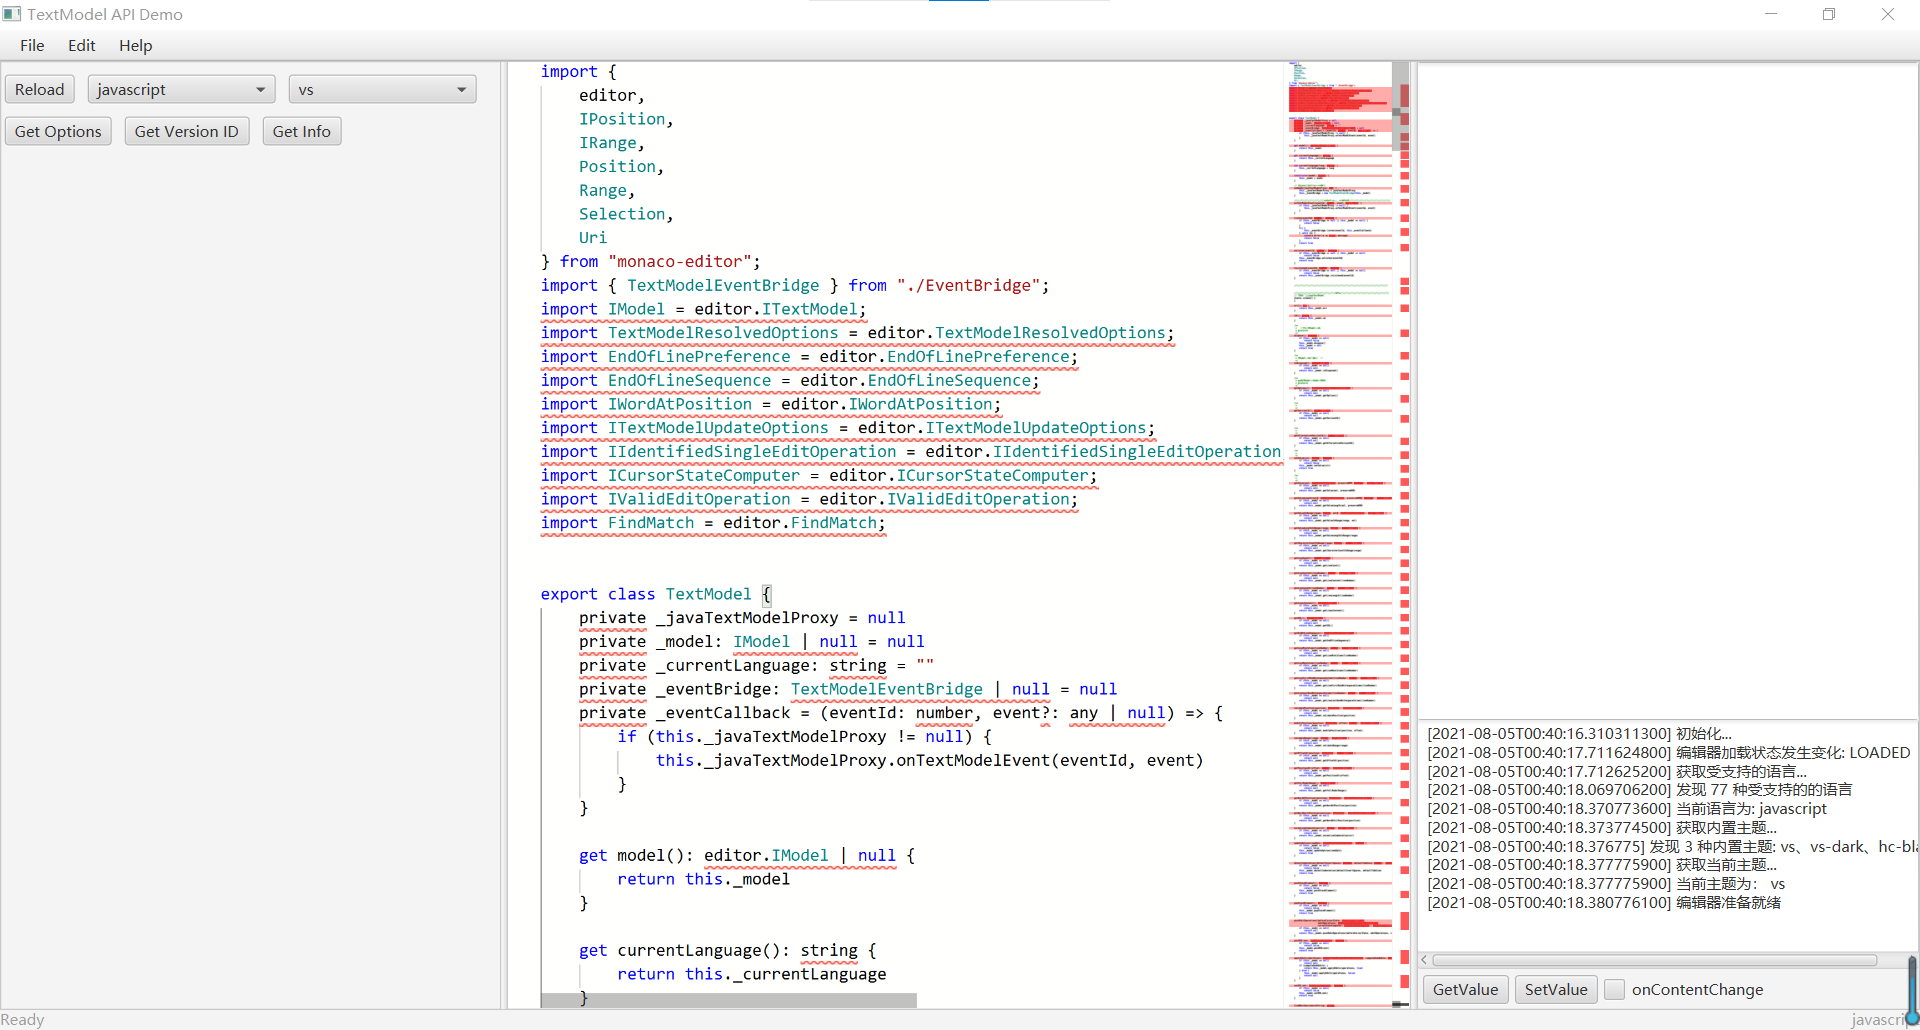 TextModel API Demo
File Edit Help
Reload javascript vs
Get Options Get Version ID Get Info
import {
    editor,
    IPosition,
    IRange,
    Position,
    Range,
    Selection,
    Uri
} from "monaco-editor";
import { TextModelEventBridge } from "./EventBridge";
import IModel = editor.ITextModel;
import TextModelResolvedOptions = editor.TextModelResolvedOptions;
import EndOfLinePreference = editor.EndOfLinePreference;
import EndOfLineSequence = editor.EndOfLineSequence;
import IWordAtPosition = editor.IWordAtPosition;
import ITextModelUpdateOptions = editor.ITextModelUpdateOptions;
import IIdentifiedSingleEditOperation = editor.IIdentifiedSingleEditOperation
import ICursorStateComputer = editor.ICursorStateComputer;
import IValidEditOperation = editor.IValidEditOperation;
import FindMatch = editor.FindMatch;
export class TextModel {
    private _javaTextModelProxy = null
    private _model: IModel | null = null
    private _currentLanguage: string = ""
    private _eventBridge: TextModelEventBridge | null = null
    private _eventCallback = (eventId: number, event?: any | null) => {
        if (this._javaTextModelProxy != null) {
            this._javaTextModelProxy.onTextModelEvent(eventId, event)
        }
    }
    get model(): editor.IModel | null {
        return this._model
    }
    get currentLanguage(): string {
        return this._currentLanguage
    }
[2021-08-05T00:40:16.310311300] 初始化...
[2021-08-05T00:40:17.711624800] 编辑器加载状态发生变化: LOADED
[2021-08-05T00:40:17.712625200] 获取受支持的语言...
[2021-08-05T00:40:18.069706200] 发现 77 种受支持的的语言
[2021-08-05T00:40:18.370773600] 当前语言为: javascript
[2021-08-05T00:40:18.373774500] 获取内置主题...
[2021-08-05T00:40:18.376775] 发现 3 种内置主题: vs、vs-dark、hc-bla
[2021-08-05T00:40:18.377775900] 获取当前主题...
[2021-08-05T00:40:18.377775900] 当前主题为： vs
[2021-08-05T00:40:18.380776100] 编辑器准备就绪
GetValue SetValue onContentChange
Ready javascri